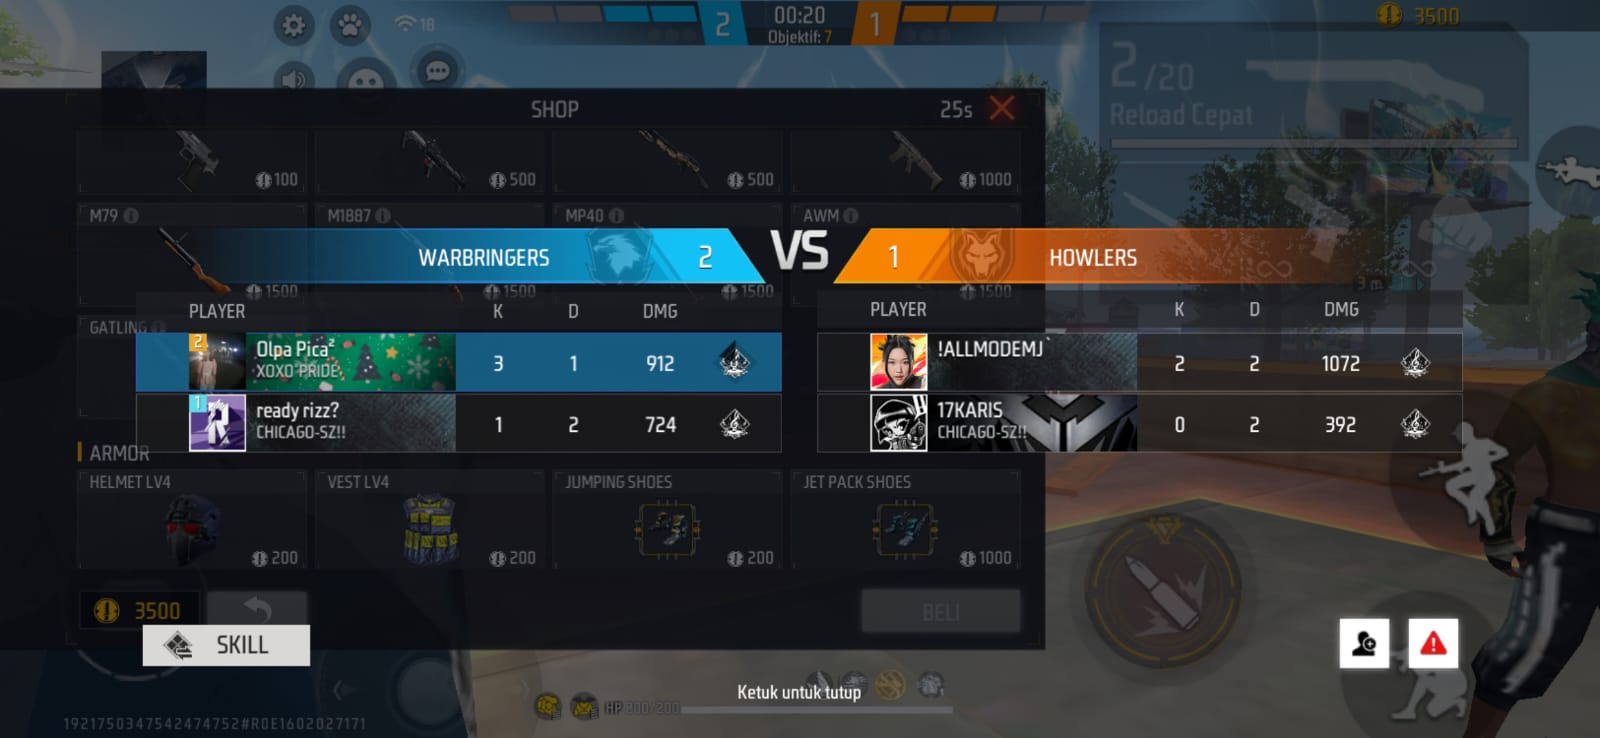 18
2
00:20
Objektif: 7
1
3500
2/20
Reload Cepat
SHOP
25s
100
500
500
1000
M79
M1887
MP40
AWM
WARBRINGERS
2
VS
1
HOWLERS
1500
1500
1500
1500
3 m
GATLING
PLAYER K D DMG
Olpa Pica²
XOXO PRIDE.
3 1 912
ready rizz?
CHICAGO-SZ!!
1 2 724
PLAYER K D DMG
!ALLMODEMJ`
2 2 1072
17KARIS
CHICAGO-SZ!!
0 2 392
ARMOR
HELMET LV4
VEST LV4
JUMPING SHOES
JET PACK SHOES
200
200
200
1000
3500
BELI
SKILL
Ketuk untuk tutup
HP 200/200
1921750347542474752#R0E1602027171